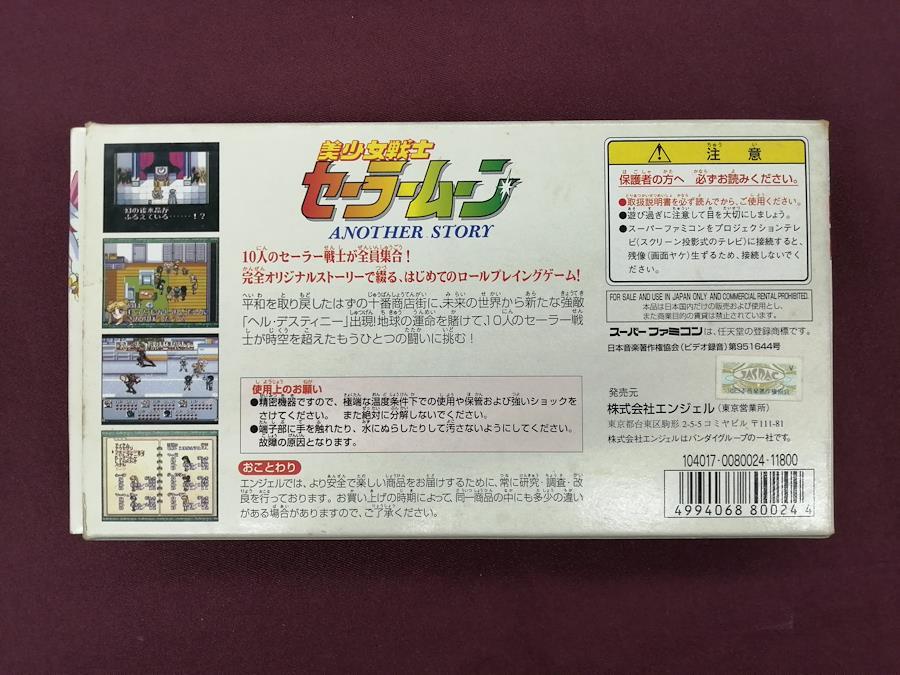 幻の銀水晶が
ふるえている……!?
美少女戦士
セーラームーン
ANOTHER STORY
10人のセーラー戦士が全員集合!
完全オリジナルストーリーで綴る、はじめてのロールプレイングゲーム!
平和を取り戻したはずの十番商店街に、未来の世界から新たな強敵
「ヘル・デスティニー」出現!地球の運命を賭けて、10人のセーラー戦
士が時空を超えたもうひとつの闘いに挑む!
使用上のお願い
●精密機器ですので、極端な温度条件下での使用や保管および強いショックを
さけてください。 また絶対に分解しないでください。
●端子部に手を触れたり、水にぬらしたりして汚さないようにしてください。
故障の原因となります。
おことわり
エンジェルでは、より安全で楽しい商品をお届けするために、常に研究・調査・改
良を行っております。お買い上げの時期によって、同一商品の中にも多少の違い
がある場合がありますので、ご了承ください。
注意
保護者の方へ 必ずお読みください。
●取扱説明書を必ず読んでから、ご使用ください。
●遊び過ぎに注意して目を大切にしましょう。
●スーパーファミコンをプロジェクションテレ
ビ(スクリーン投影式のテレビ)に接続すると、
残像(画面ヤケ)生ずるため、接続しないでく
ださい。
FOR SALE AND USE IN JAPAN ONLY AND COMMERCIAL RENTAL PROHIBITED.
本品は日本国内だけの販売および使用とし、
また商業目的の賃貸は禁止されています。
スーパーファミコンは、任天堂の登録商標です。
日本音楽著作権協会(ビデオ録音)第951644号
JASRAC
発売元
株式会社エンジェル(東京営業所)
東京都台東区駒形2-5-5コミヤビル 〒111-81
株式会社エンジェルはバンダイグループの一社です。
104017-0080024-11800
4994068800244